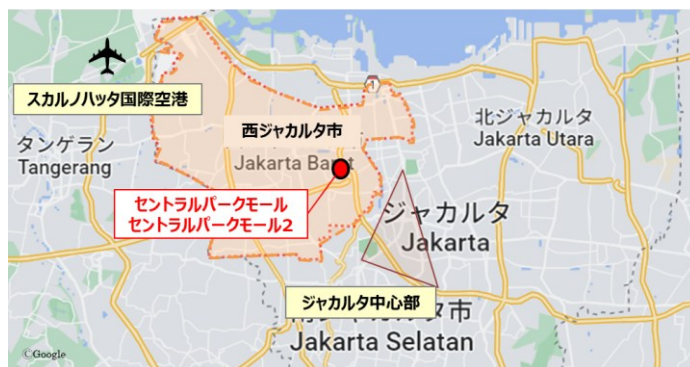 スカルノハッタ国際空港
タンゲラン
Tangerang
西ジャカルタ市
Jakarta Barat
1
北ジャカルタ
Jakarta Utara
セントラルパークモール
セントラルパークモール2
ジャカルタ
Jakarta
ジャカルタ中心部
市
Jakarta Selatan
©Google